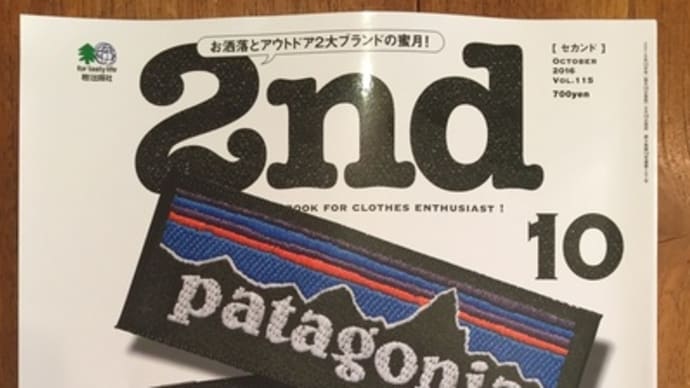 お洒落とアウトドア2大ブランドの蜜月!
for lively life
枻出版社
2nd
[ セカンド ]
OCTOBER
2016
VOL.115
700yen
BOOK FOR CLOTHES ENTHUSIAST !
10
patagonia